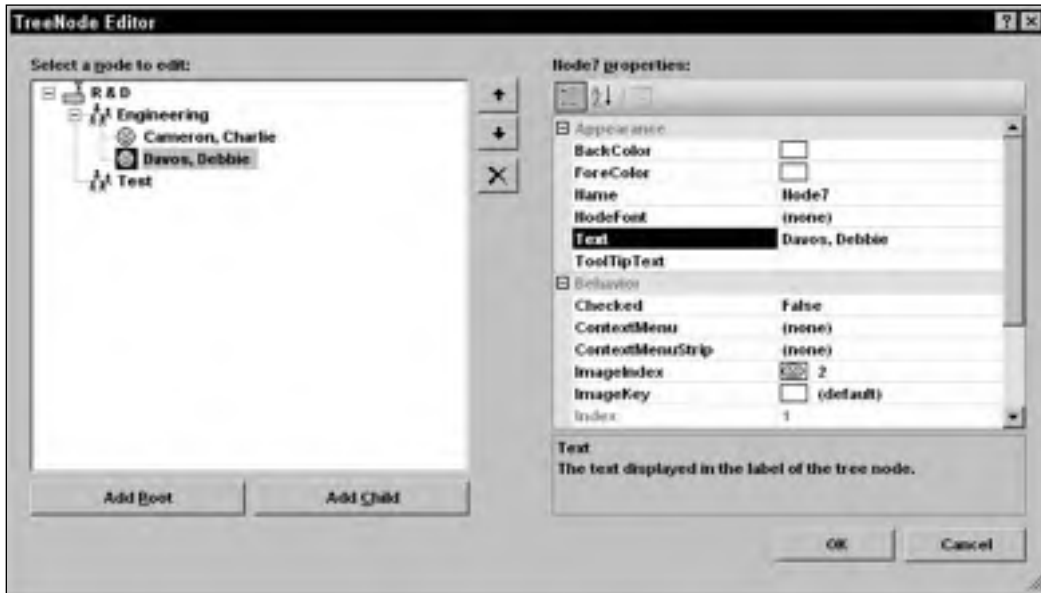 TreeNode Editor
Select a node to edit:
R & D
Engineering
Cameron, Charlie
Davos, Debbie
Test
Add Root
Add Child
Node7 properties:
Appearance
BackColor
ForeColor
Name Node7
NodeFont (none)
Text Davos, Debbie
ToolTipText
Behavior
Checked False
ContextMenu (none)
ContextMenuStrip (none)
ImageIndex 2
ImageKey (default)
Index 1
Text
The text displayed in the label of the tree node.
OK
Cancel